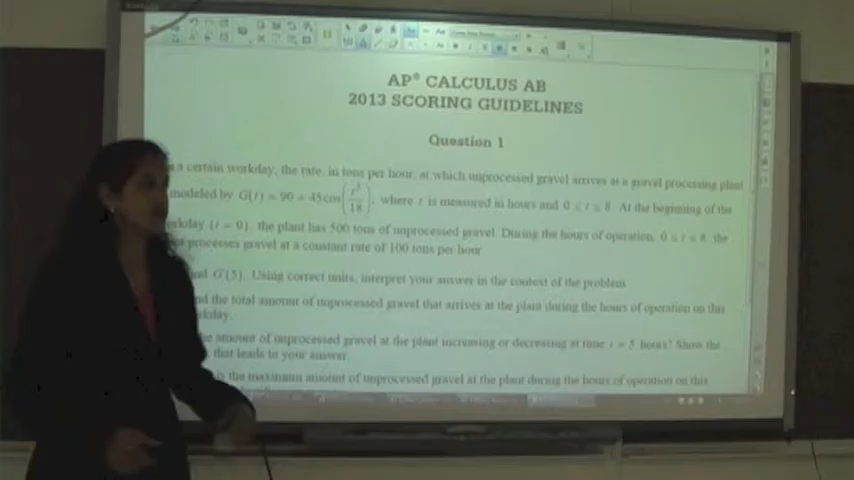 AP® CALCULUS AB
2013 SCORING GUIDELINES
Question 1
a certain workday, the rate, in tons per hour, at which unprocessed gravel arrives at a gravel processing plant
modeled by G(t) = 90 + 45cos(t²/18), where t is measured in hours and 0 ≤ t ≤ 8. At the beginning of the
(t = 0), the plant has 500 tons of unprocessed gravel. During the hours of operation, 0 ≤ t ≤ 8, the
processes gravel at a constant rate of 100 tons per hour.
G′(5). Using correct units, interpret your answer in the context of the problem.
the total amount of unprocessed gravel that arrives at the plant during the hours of operation on this
kday.
amount of unprocessed gravel at the plant increasing or decreasing at time t = 5 hours? Show the
that leads to your answer.
is the maximum amount of unprocessed gravel at the plant during the hours of operation on this